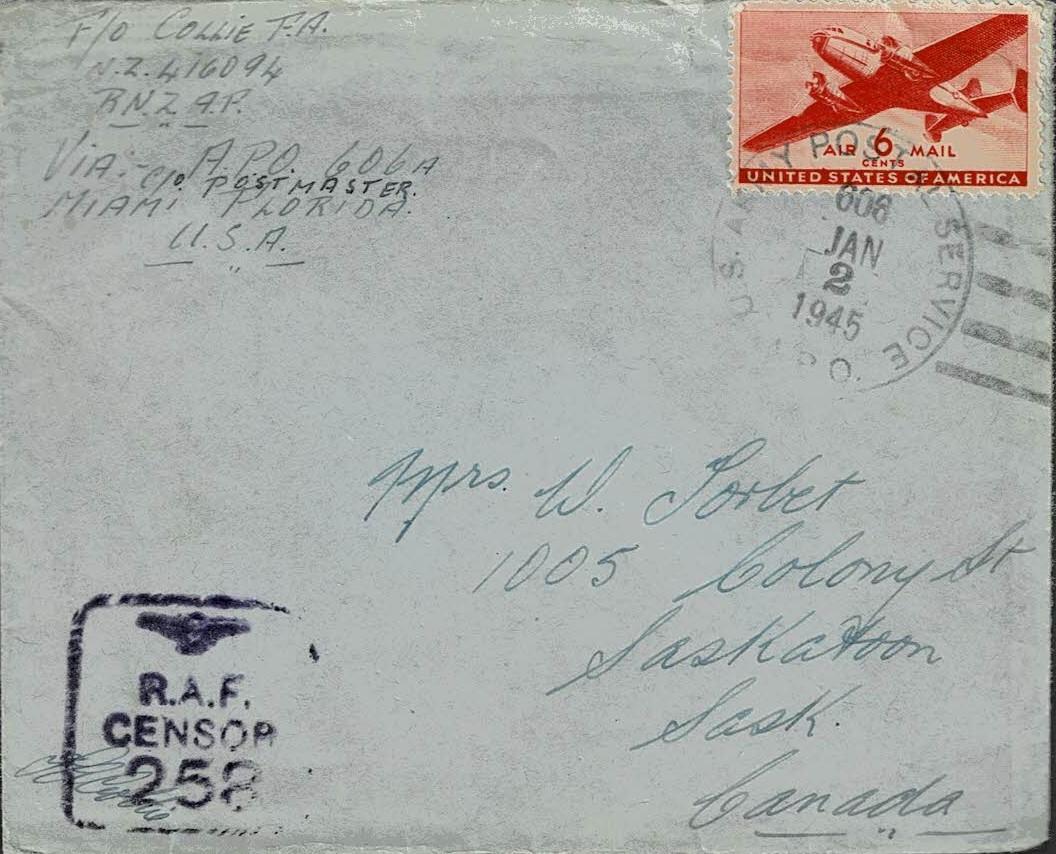 F/O COLLIE F.A.
N.Z. 416094
R.N.Z.A.F.
VIA:- A.P.O. 606A
C/o. POSTMASTER.
MIAMI FLORIDA.
U.S.A.
AIR 6 MAIL
CENTS
UNITED STATES OF AMERICA
U.S. ARMY POSTAL SERVICE
606
JAN
2
1945
P.O.
Mrs. W. Sorbet
1005 Colony St
Saskatoon
Sask.
Canada
R.A.F.
CENSOR
258